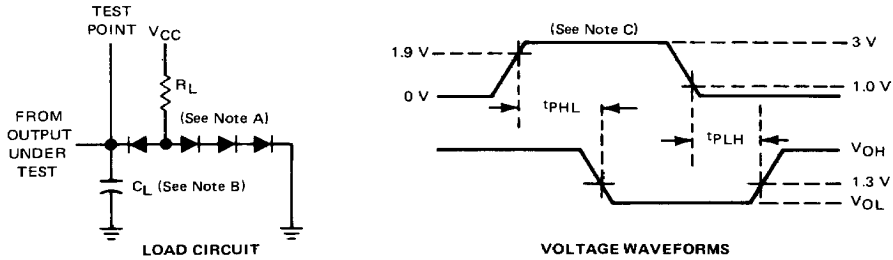 TEST
POINT
VCC
RL
FROM
OUTPUT
UNDER
TEST
(See Note A)
CL (See Note B)
LOAD CIRCUIT
(See Note C)
1.9 V
3 V
0 V
1.0 V
tPHL
tPLH
VOH
1.3 V
VOL
VOLTAGE WAVEFORMS